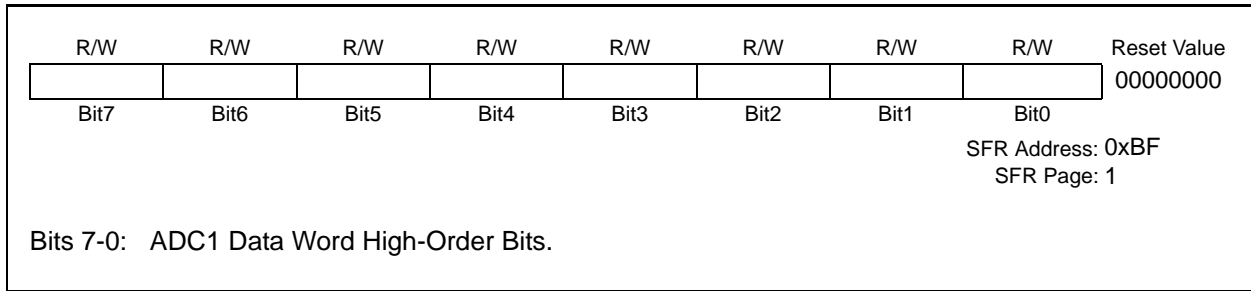 R/W R/W R/W R/W R/W R/W R/W R/W Reset Value
00000000
Bit7 Bit6 Bit5 Bit4 Bit3 Bit2 Bit1 Bit0
SFR Address: 0xBF
SFR Page: 1
Bits 7-0: ADC1 Data Word High-Order Bits.